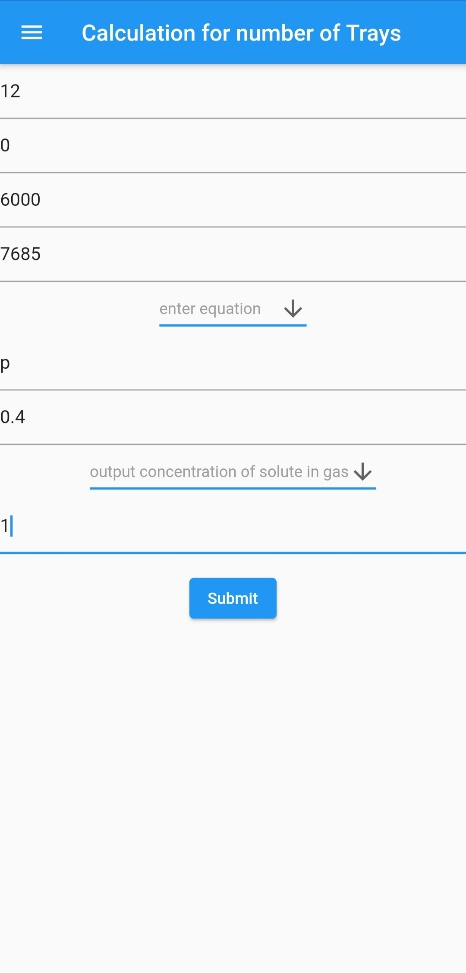 Calculation for number of Trays
12
0
6000
7685
enter equation
p
0.4
output concentration of solute in gas
1
Submit